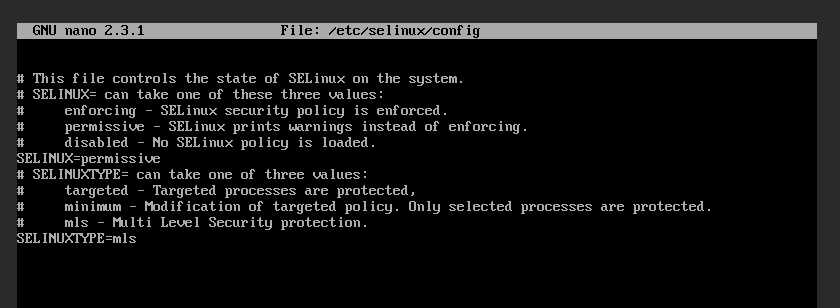 GNU nano 2.3.1 File: /etc/selinux/config
# This file controls the state of SELinux on the system.
# SELINUX= can take one of these three values:
#     enforcing - SELinux security policy is enforced.
#     permissive - SELinux prints warnings instead of enforcing.
#     disabled - No SELinux policy is loaded.
SELINUX=permissive
# SELINUXTYPE= can take one of three values:
#     targeted - Targeted processes are protected,
#     minimum - Modification of targeted policy. Only selected processes are protected.
#     mls - Multi Level Security protection.
SELINUXTYPE=mls